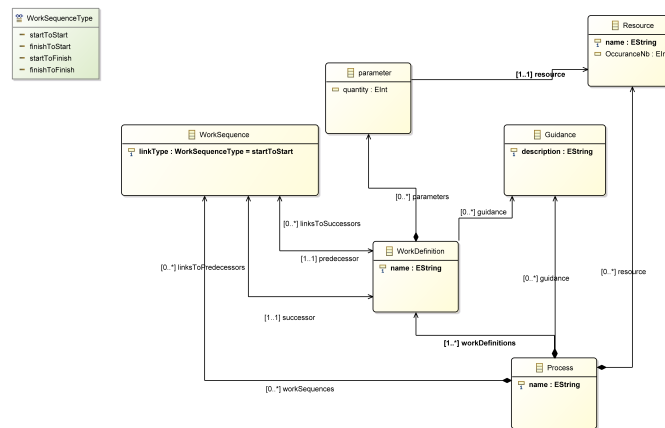 WorkSequenceType
startToStart
finishToStart
startToFinish
finishToFinish
Resource
name : EString
OccuranceNb : EInt
parameter
quantity : EInt
[1..1] resource
WorkSequence
linkType : WorkSequenceType = startToStart
Guidance
description : EString
[0..*] parameters
[0..*] guidance
[0..*] linksToSuccessors
WorkDefinition
name : EString
[1..1] predecessor
[0..*] linksToPredecessors
[0..*] guidance
[0..*] resource
[1..1] successor
[1..*] workDefinitions
Process
name : EString
[0..*] workSequences